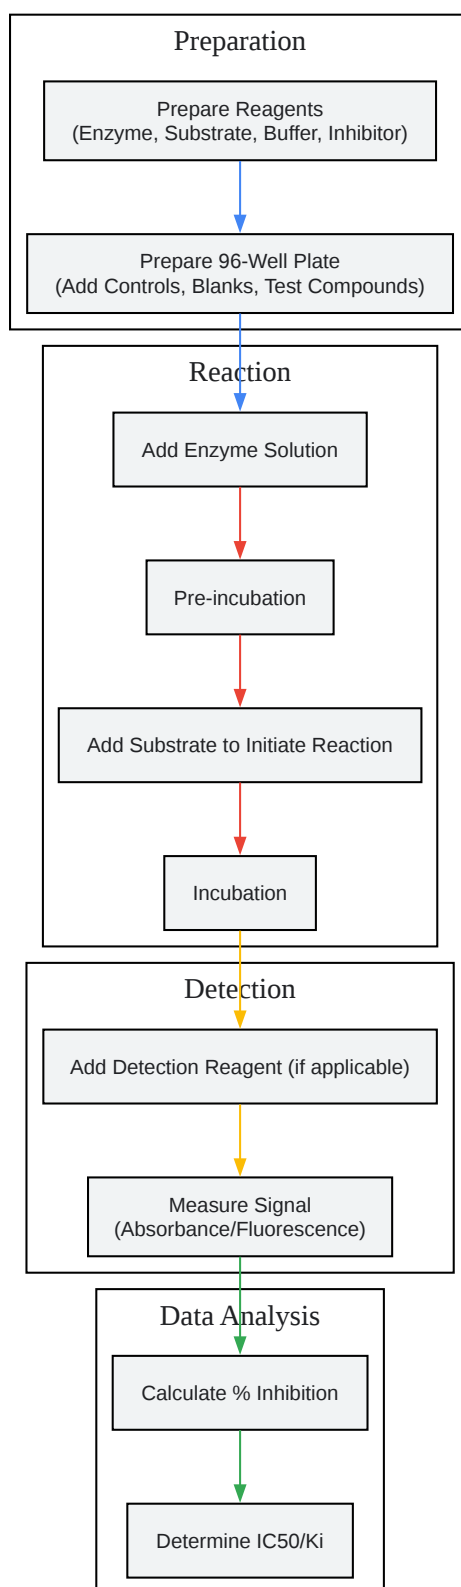 Preparation
Prepare Reagents
(Enzyme, Substrate, Buffer, Inhibitor)
Prepare 96-Well Plate
(Add Controls, Blanks, Test Compounds)
Reaction
Add Enzyme Solution
Pre-incubation
Add Substrate to Initiate Reaction
Incubation
Detection
Add Detection Reagent (if applicable)
Measure Signal
(Absorbance/Fluorescence)
Data Analysis
Calculate % Inhibition
Determine IC50/Ki